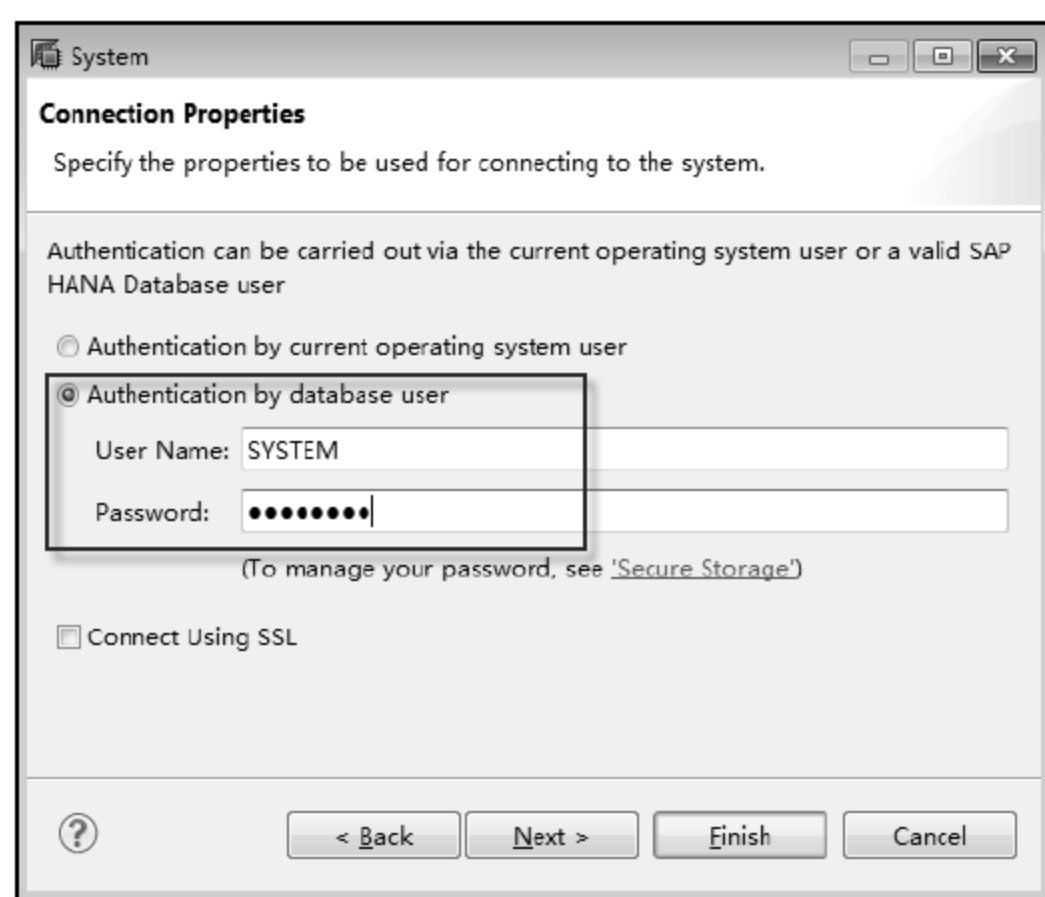 System
Connection Properties
Specify the properties to be used for connecting to the system.
Authentication can be carried out via the current operating system user or a valid SAP
HANA Database user
Authentication by current operating system user
Authentication by database user
User Name: SYSTEM
Password: ●●●●●●●●
(To manage your password, see 'Secure Storage')
Connect Using SSL
? < Back Next > Finish Cancel